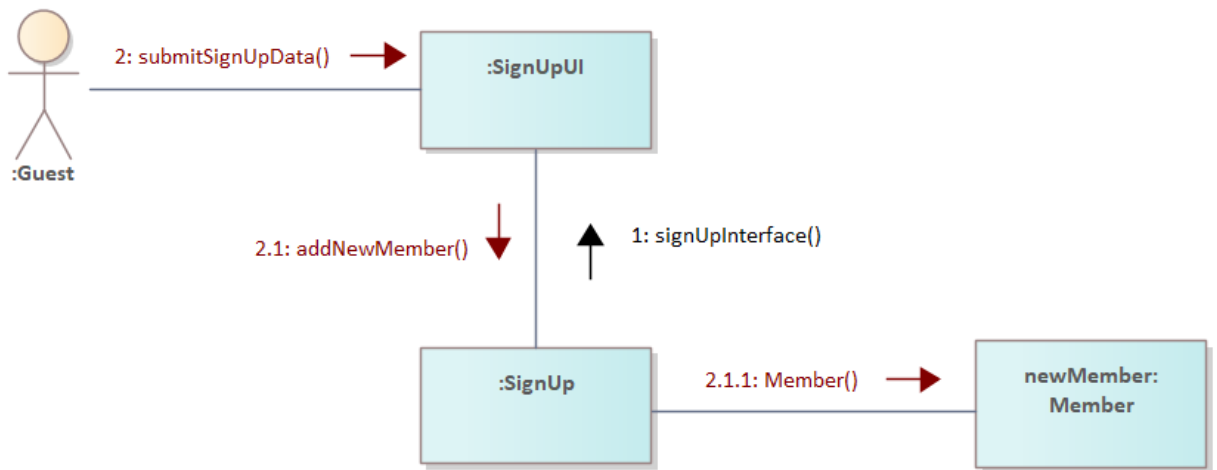 2: submitSignUpData()
:SignUpUI
:Guest
2.1: addNewMember()
1: signUpInterface()
:SignUp
2.1.1: Member()
newMember:
Member